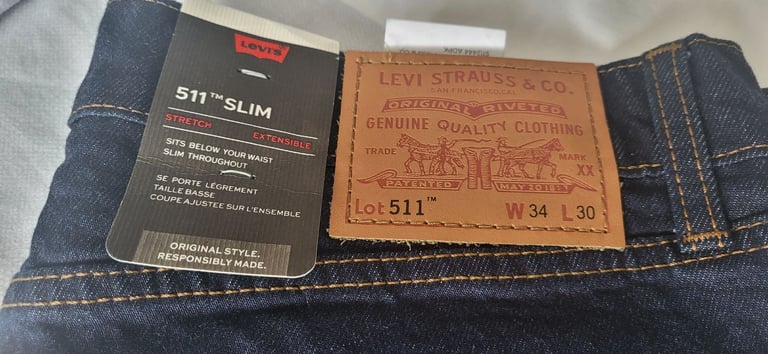 Levi's
511™ SLIM
STRETCH
EXTENSIBLE
SITS BELOW YOUR WAIST
SLIM THROUGHOUT
SE PORTE LÉGREMENT
TAILLE BASSE
COUPE AJUSTEE SUR L'ENSEMBLE
ORIGINAL STYLE.
RESPONSIBLY MADE.
LEVI STRAUSS & CO.
SAN FRANCISCO, CAL.
ORIGINAL RIVETED
GENUINE QUALITY CLOTHING
TRADE MARK
XX
PATENTED MAY 20 1873
Lot 511™ W 34 L 30